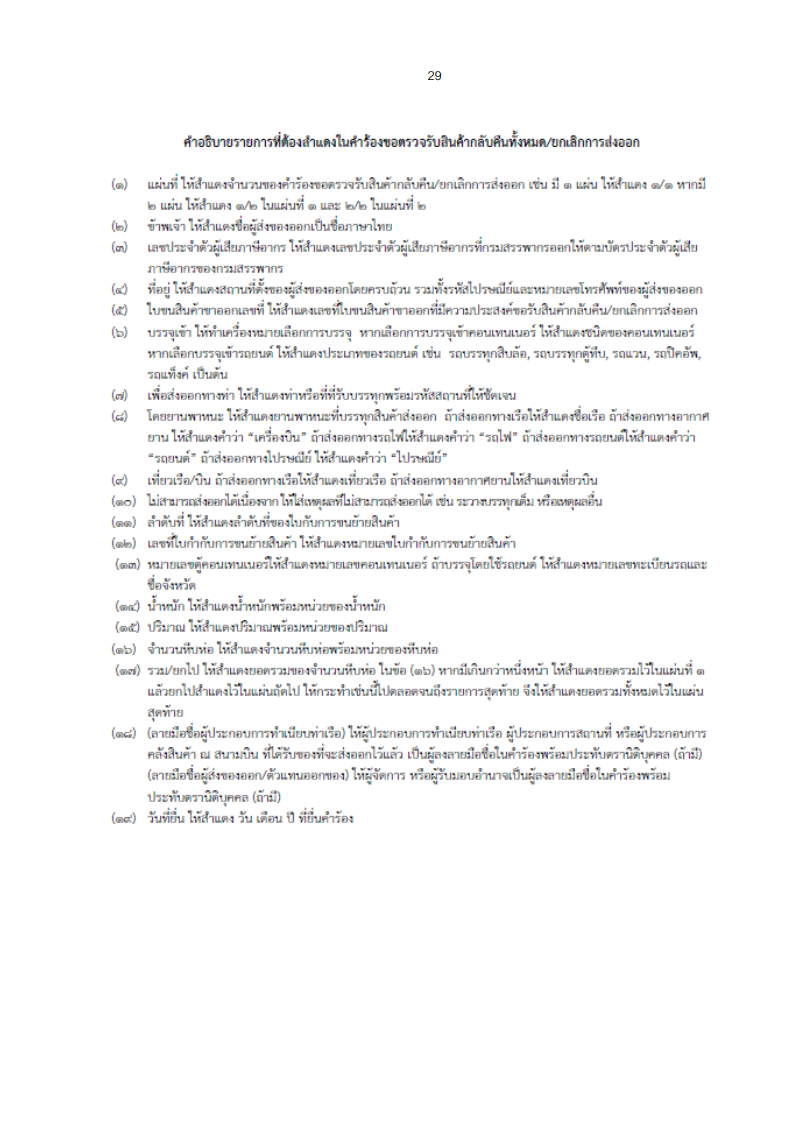 29
คำอธิบายรายการที่ต้องสำแดงในคำร้องขอตรวจรับสินค้ากลับคืนทั้งหมด/ยกเลิกการส่งออก
(๑) แผ่นที่ ให้สำแดงจำนวนของคำร้องขอตรวจรับสินค้ากลับคืน/ยกเลิกการส่งออก เช่น มี ๑ แผ่น ให้สำแดง ๑/๑ หากมี
๒ แผ่น ให้สำแดง ๑/๒ ในแผ่นที่ ๑ และ ๒/๒ ในแผ่นที่ ๒
(๒) ข้าพเจ้า ให้สำแดงชื่อผู้ส่งของออกเป็นชื่อภาษาไทย
(๓) เลขประจำตัวผู้เสียภาษีอากร ให้สำแดงเลขประจำตัวผู้เสียภาษีอากรที่กรมสรรพากรออกให้ตามบัตรประจำตัวผู้เสีย
ภาษีอากรของกรมสรรพากร
(๔) ที่อยู่ ให้สำแดงสถานที่ตั้งของผู้ส่งของออกโดยครบถ้วน รวมทั้งรหัสไปรษณีย์และหมายเลขโทรศัพท์ของผู้ส่งของออก
(๕) ใบขนสินค้าขาออกเลขที่ ให้สำแดงเลขที่ใบขนสินค้าขาออกที่มีความประสงค์ขอรับสินค้ากลับคืน/ยกเลิกการส่งออก
(๖) บรรจุเข้า ให้ทำเครื่องหมายเลือกการบรรจุ หากเลือกการบรรจุเข้าคอนเทนเนอร์ ให้สำแดงชนิดของคอนเทนเนอร์
หากเลือกบรรจุเข้ารถยนต์ ให้สำแดงประเภทของรถยนต์ เช่น รถบรรทุกสิบล้อ, รถบรรทุกตู้ทึบ, รถแวน, รถปิคอัพ,
รถแท็งค์ เป็นต้น
(๗) เพื่อส่งออกทางท่า ให้สำแดงท่าหรือที่ที่รับบรรทุกพร้อมรหัสสถานที่ให้ชัดเจน
(๘) โดยยานพาหนะ ให้สำแดงยานพาหนะที่บรรทุกสินค้าส่งออก ถ้าส่งออกทางเรือให้สำแดงชื่อเรือ ถ้าส่งออกทางอากาศ
ยาน ให้สำแดงคำว่า “เครื่องบิน” ถ้าส่งออกทางรถไฟให้สำแดงคำว่า “รถไฟ” ถ้าส่งออกทางรถยนต์ให้สำแดงคำว่า
“รถยนต์” ถ้าส่งออกทางไปรษณีย์ ให้สำแดงคำว่า “ไปรษณีย์”
(๙) เที่ยวเรือ/บิน ถ้าส่งออกทางเรือให้สำแดงเที่ยวเรือ ถ้าส่งออกทางอากาศยานให้สำแดงเที่ยวบิน
(๑๐) ไม่สามารถส่งออกได้เนื่องจาก ให้ใส่เหตุผลที่ไม่สามารถส่งออกได้ เช่น ระวางบรรทุกเต็ม หรือเหตุผลอื่น
(๑๑) ลำดับที่ ให้สำแดงลำดับที่ของใบกับการขนย้ายสินค้า
(๑๒) เลขที่ใบกำกับการขนย้ายสินค้า ให้สำแดงหมายเลขใบกำกับการขนย้ายสินค้า
(๑๓) หมายเลขตู้คอนเทนเนอร์ให้สำแดงหมายเลขคอนเทนเนอร์ ถ้าบรรจุโดยใช้รถยนต์ ให้สำแดงหมายเลขทะเบียนรถและ
ชื่อจังหวัด
(๑๔) น้ำหนัก ให้สำแดงน้ำหนักพร้อมหน่วยของน้ำหนัก
(๑๕) ปริมาณ ให้สำแดงปริมาณพร้อมหน่วยของปริมาณ
(๑๖) จำนวนหีบห่อ ให้สำแดงจำนวนหีบห่อพร้อมหน่วยของหีบห่อ
(๑๗) รวม/ยกไป ให้สำแดงยอดรวมของจำนวนหีบห่อ ในข้อ (๑๖) หากมีเกินกว่าหนึ่งหน้า ให้สำแดงยอดรวมไว้ในแผ่นที่ ๑
แล้วยกไปสำแดงไว้ในแผ่นถัดไป ให้กระทำเช่นนี้ไปตลอดจนถึงรายการสุดท้าย จึงให้สำแดงยอดรวมทั้งหมดไว้ในแผ่น
สุดท้าย
(๑๘) (ลายมือชื่อผู้ประกอบการทำเนียบท่าเรือ) ให้ผู้ประกอบการทำเนียบท่าเรือ ผู้ประกอบการสถานที่ หรือผู้ประกอบการ
คลังสินค้า ณ สนามบิน ที่ได้รับของที่จะส่งออกไว้แล้ว เป็นผู้ลงลายมือชื่อในคำร้องพร้อมประทับตรานิติบุคคล (ถ้ามี)
(ลายมือชื่อผู้ส่งของออก/ตัวแทนออกของ) ให้ผู้จัดการ หรือผู้รับมอบอำนาจเป็นผู้ลงลายมือชื่อในคำร้องพร้อม
ประทับตรานิติบุคคล (ถ้ามี)
(๑๙) วันที่ยื่น ให้สำแดง วัน เดือน ปี ที่ยื่นคำร้อง